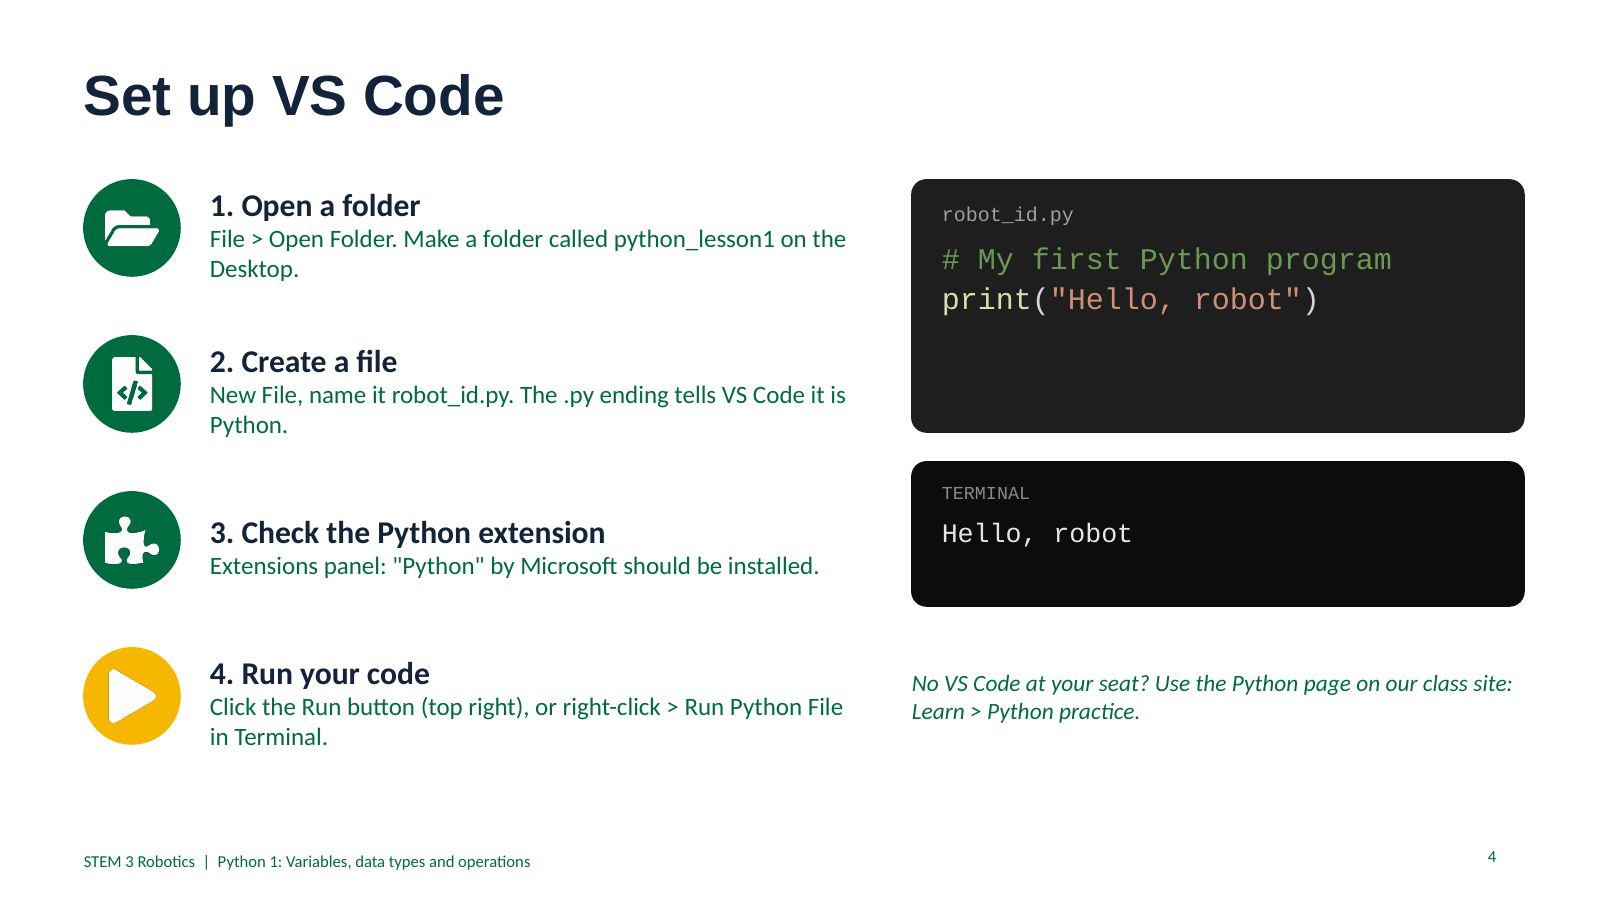 Set up VS Code
1. Open a folder
File > Open Folder. Make a folder called python_lesson1 on the
Desktop.
2. Create a file
New File, name it robot_id.py. The .py ending tells VS Code it is
Python.
3. Check the Python extension
Extensions panel: "Python" by Microsoft should be installed.
4. Run your code
Click the Run button (top right), or right-click > Run Python File
in Terminal.
robot_id.py
# My first Python program
print("Hello, robot")
TERMINAL
Hello, robot
No VS Code at your seat? Use the Python page on our class site:
Learn > Python practice.
STEM 3 Robotics | Python 1: Variables, data types and operations
4